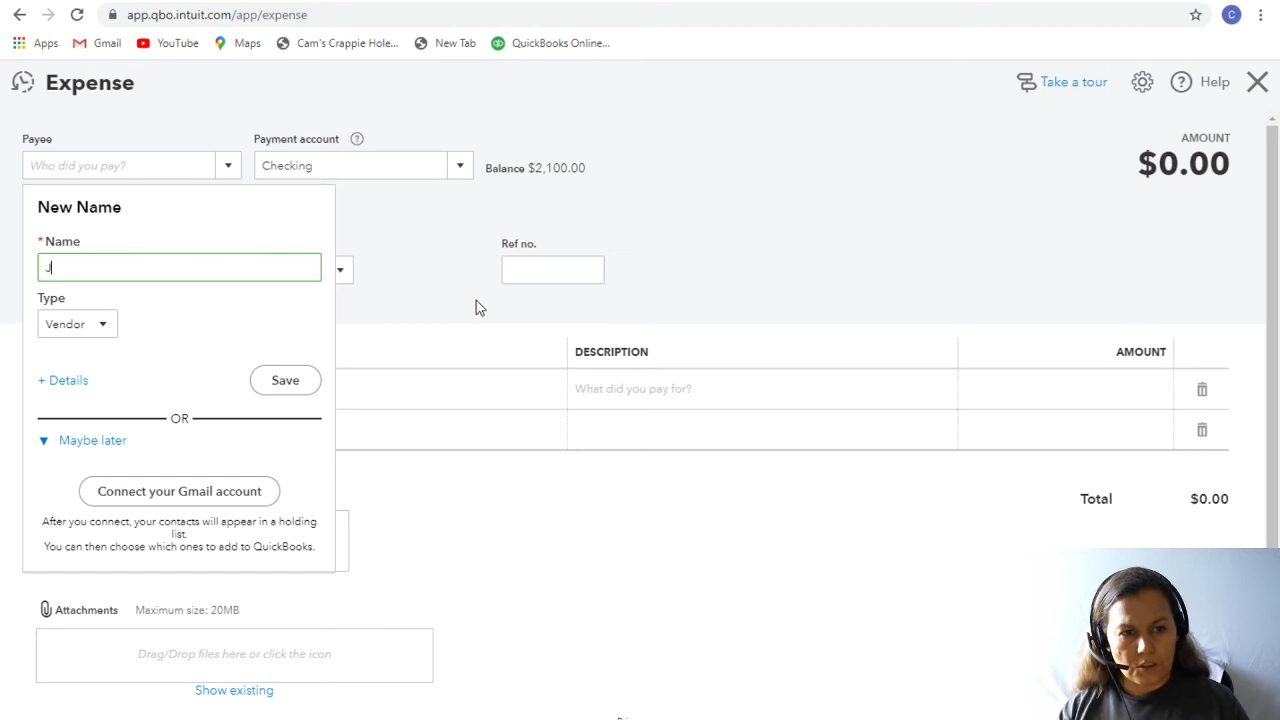 app.qbo.intuit.com/app/expense
C
Apps Gmail YouTube Maps Cam's Crappie Hole... New Tab QuickBooks Online...
Expense
Take a tour
Help
Payee
Payment account
AMOUNT
Who did you pay?
Checking
Balance $2,100.00
$0.00
New Name
* Name
J
Ref no.
Type
Vendor
DESCRIPTION
AMOUNT
+ Details
Save
What did you pay for?
OR
Maybe later
Connect your Gmail account
Total $0.00
After you connect, your contacts will appear in a holding
list.
You can then choose which ones to add to QuickBooks.
Attachments Maximum size: 20MB
Drag/Drop files here or click the icon
Show existing